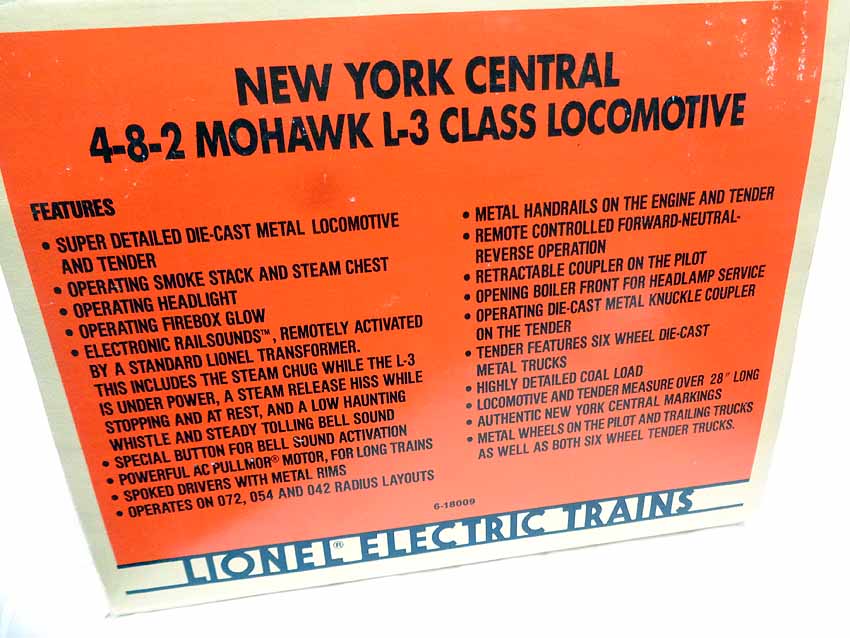 NEW YORK CENTRAL
4-8-2 MOHAWK L-3 CLASS LOCOMOTIVE
FEATURES
• SUPER DETAILED DIE-CAST METAL LOCOMOTIVE
AND TENDER
• OPERATING SMOKE STACK AND STEAM CHEST
• OPERATING HEADLIGHT
• OPERATING FIREBOX GLOW
• ELECTRONIC RAILSOUNDS™, REMOTELY ACTIVATED
BY A STANDARD LIONEL TRANSFORMER.
THIS INCLUDES THE STEAM CHUG WHILE THE L-3
IS UNDER POWER, A STEAM RELEASE HISS WHILE
STOPPING AND AT REST, AND A LOW HAUNTING
WHISTLE AND STEADY TOLLING BELL SOUND
• SPECIAL BUTTON FOR BELL SOUND ACTIVATION
• POWERFUL AC PULLMOR® MOTOR, FOR LONG TRAINS
• SPOKED DRIVERS WITH METAL RIMS
• OPERATES ON 072, 054 AND 042 RADIUS LAYOUTS
• METAL HANDRAILS ON THE ENGINE AND TENDER
• REMOTE CONTROLLED FORWARD-NEUTRAL-
REVERSE OPERATION
• RETRACTABLE COUPLER ON THE PILOT
• OPENING BOILER FRONT FOR HEADLAMP SERVICE
• OPERATING DIE-CAST METAL KNUCKLE COUPLER
ON THE TENDER
• TENDER FEATURES SIX WHEEL DIE-CAST
METAL TRUCKS
• HIGHLY DETAILED COAL LOAD
• LOCOMOTIVE AND TENDER MEASURE OVER 28" LONG
• AUTHENTIC NEW YORK CENTRAL MARKINGS
• METAL WHEELS ON THE PILOT AND TRAILING TRUCKS
AS WELL AS BOTH SIX WHEEL TENDER TRUCKS.
6-18009
LIONEL® ELECTRIC TRAINS